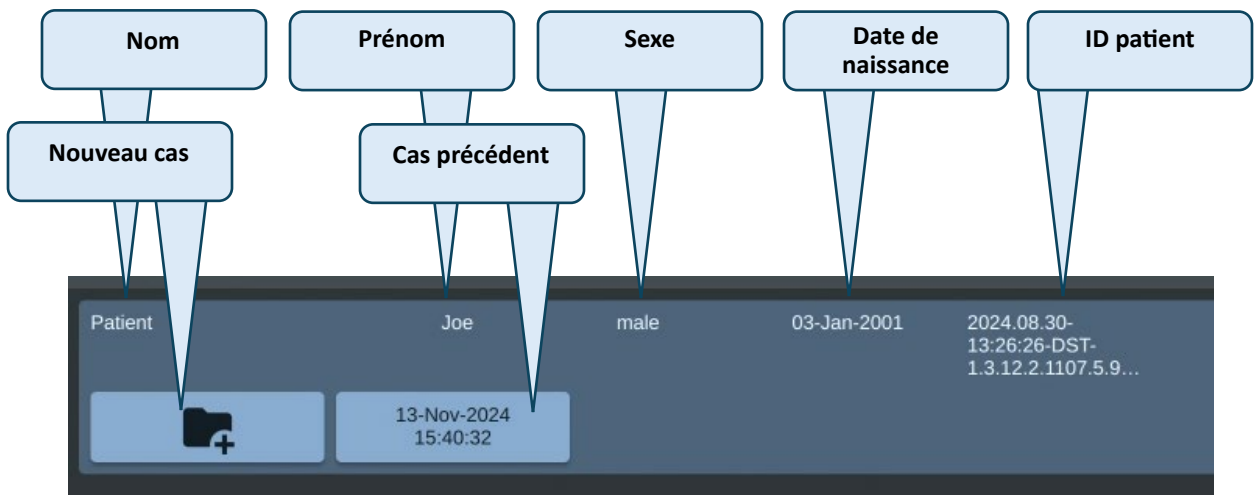 Nom
Prénom
Sexe
Date de
naissance
ID patient
Nouveau cas
Cas précédent
Patient
Joe
male
03-Jan-2001
2024.08.30-
13:26:26-DST-
1.3.12.2.1107.5.9...
13-Nov-2024
15:40:32